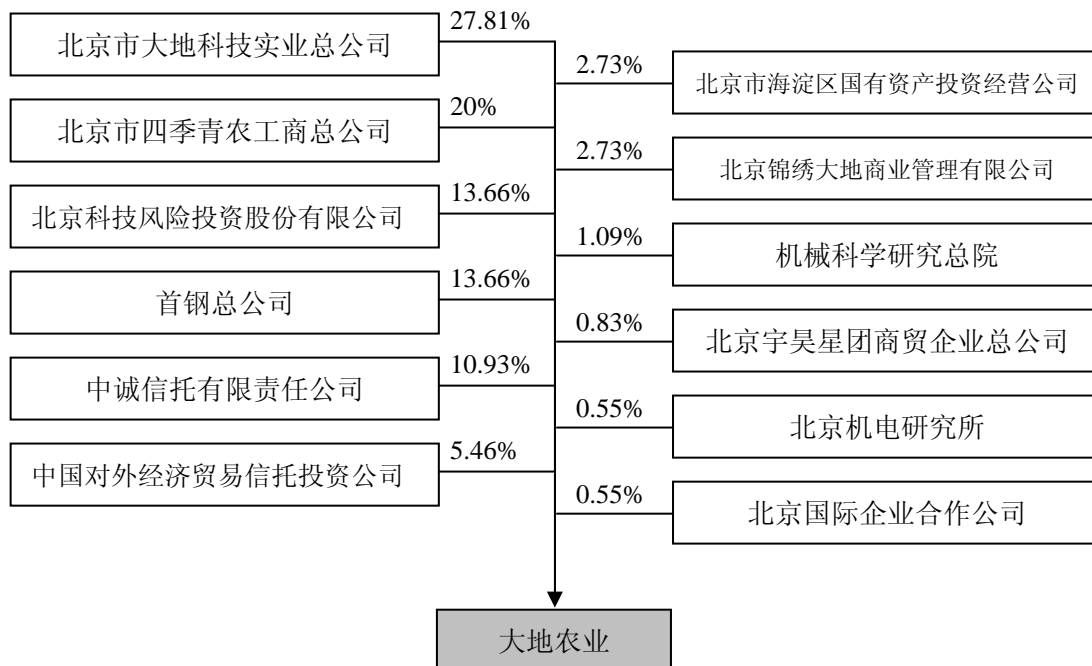 27.81%
北京市大地科技实业总公司
2.73%
北京市海淀区国有资产投资经营公司
20%
北京市四季青农工商总公司
2.73%
北京锦绣大地商业管理有限公司
13.66%
北京科技风险投资股份有限公司
1.09%
机械科学研究总院
13.66%
首钢总公司
0.83%
北京宇昊星团商贸企业总公司
10.93%
中诚信托有限责任公司
0.55%
北京机电研究所
5.46%
中国对外经济贸易信托投资公司
0.55%
北京国际企业合作公司
大地农业